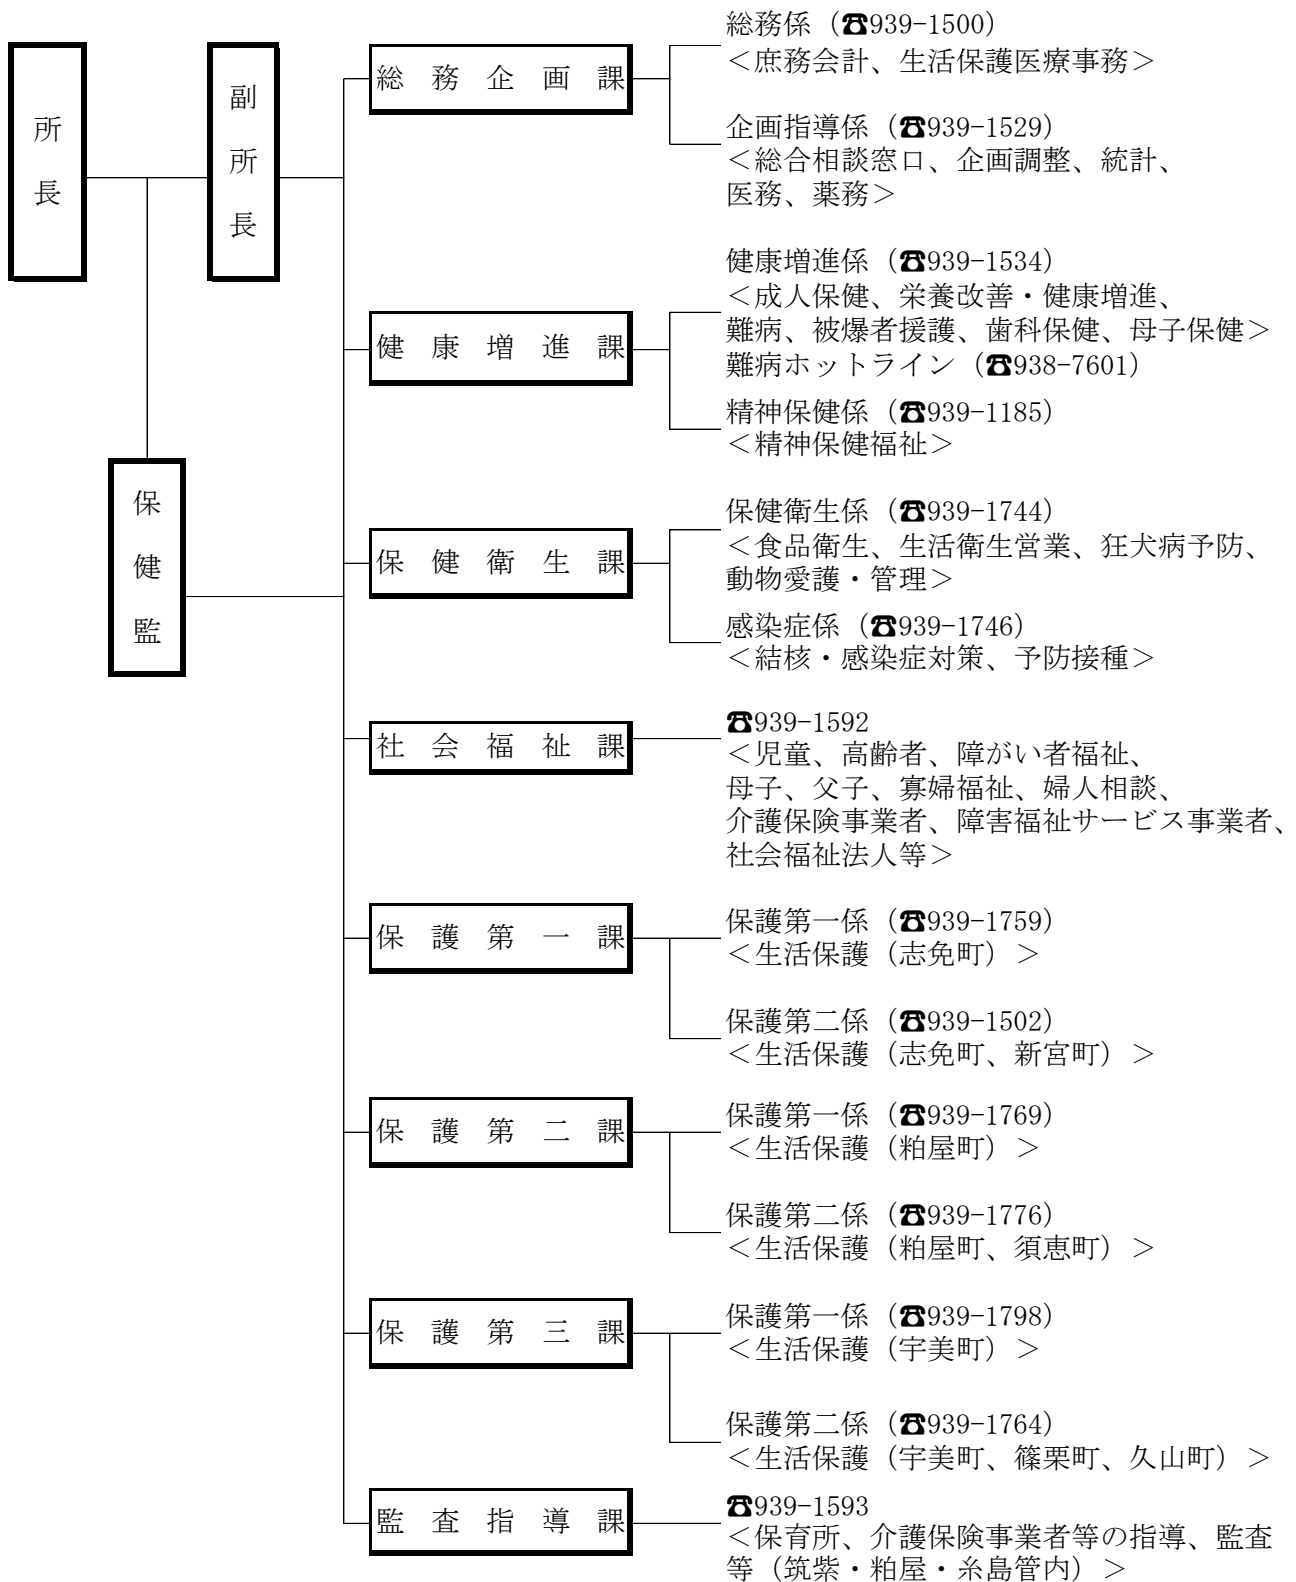 所長
副所長
保健監
総務企画課
総務係（☎939-1500）
＜庶務会計、生活保護医療事務＞
企画指導係（☎939-1529）
＜総合相談窓口、企画調整、統計、
医務、薬務＞
健康増進課
健康増進係（☎939-1534）
＜成人保健、栄養改善・健康増進、
難病、被爆者援護、歯科保健、母子保健＞
難病ホットライン（☎938-7601）
精神保健係（☎939-1185）
＜精神保健福祉＞
保健衛生課
保健衛生係（☎939-1744）
＜食品衛生、生活衛生営業、狂犬病予防、
動物愛護・管理＞
感染症係（☎939-1746）
＜結核・感染症対策、予防接種＞
社会福祉課
☎939-1592
＜児童、高齢者、障がい者福祉、
母子、父子、寡婦福祉、婦人相談、
介護保険事業者、障害福祉サービス事業者、
社会福祉法人等＞
保護第一課
保護第一係（☎939-1759）
＜生活保護（志免町）＞
保護第二係（☎939-1502）
＜生活保護（志免町、新宮町）＞
保護第二課
保護第一係（☎939-1769）
＜生活保護（粕屋町）＞
保護第二係（☎939-1776）
＜生活保護（粕屋町、須恵町）＞
保護第三課
保護第一係（☎939-1798）
＜生活保護（宇美町）＞
保護第二係（☎939-1764）
＜生活保護（宇美町、篠栗町、久山町）＞
監査指導課
☎939-1593
＜保育所、介護保険事業者等の指導、監査
等（筑紫・粕屋・糸島管内）＞